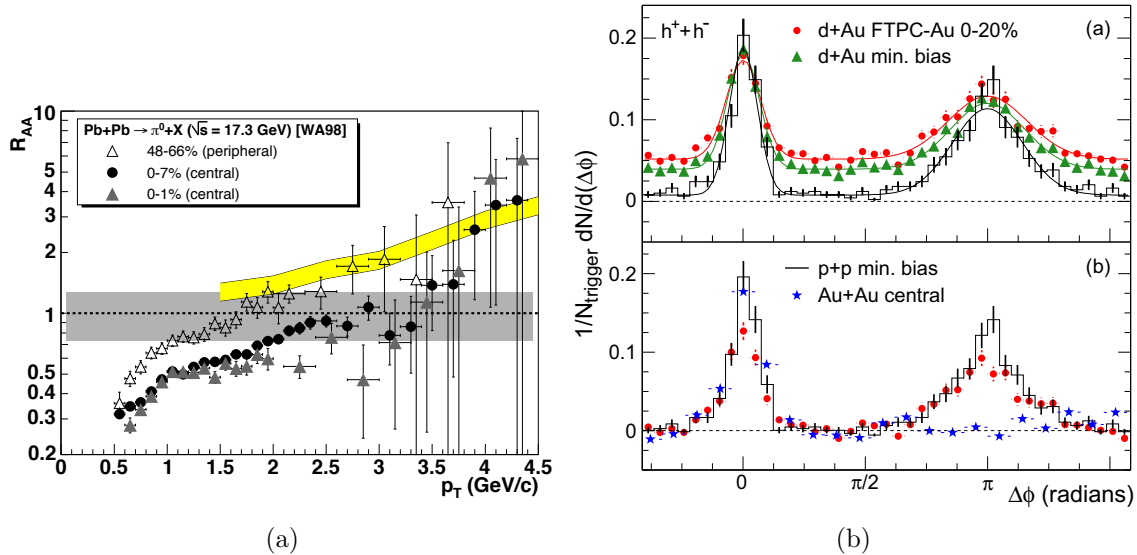 R_AA
10
5
4
3
2
1
0.5
0.4
0.3
0.2
Pb+Pb → π⁰+X (√s = 17.3 GeV) [WA98]
48-66% (peripheral)
0-7% (central)
0-1% (central)
0 0.5 1 1.5 2 2.5 3 3.5 4 4.5
p_T (GeV/c)
(a)
1/N_trigger dN/d(Δϕ)
h⁺+h⁻
d+Au FTPC-Au 0-20%
d+Au min. bias
(a)
0.2
0.1
0
p+p min. bias
Au+Au central
(b)
0.2
0.1
0
0 π/2 π
Δϕ (radians)
(b)